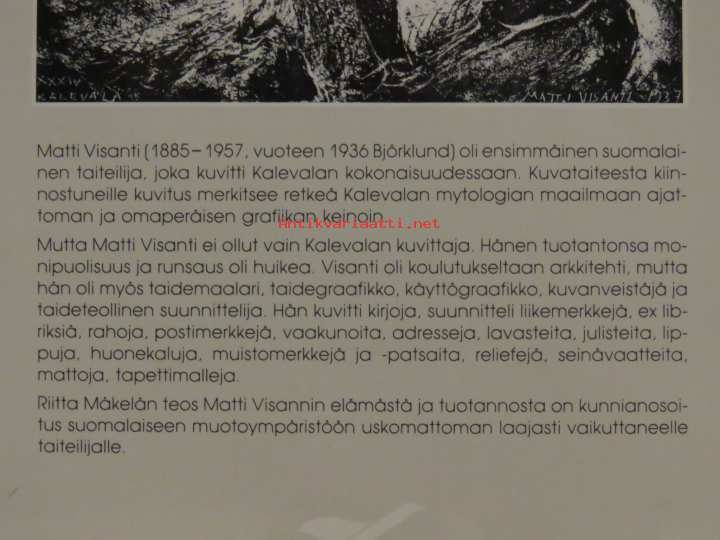 XXXIV
KALEVALA
MATTI VISANTI - 1937
Matti Visanti (1885–1957, vuoteen 1936 Björklund) oli ensimmäinen suomalai-
nen taiteilija, joka kuvitti Kalevalan kokonaisuudessaan. Kuvataiteesta kiin-
nostuneille kuvitus merkitsee retkeä Kalevalan mytologian maailmaan ajat-
toman ja omaperäisen grafiikan keinoin.
Antikvariaatti.net
Mutta Matti Visanti ei ollut vain Kalevalan kuvittaja. Hänen tuotantonsa mo-
nipuolisuus ja runsaus oli huikea. Visanti oli koulutukseltaan arkkitehti, mutta
hän oli myös taidemaalari, taidegraafikko, käyttögraafikko, kuvanveistäjä ja
taideteollinen suunnittelija. Hän kuvitti kirjoja, suunnitteli liikemerkkejä, ex lib-
riksiä, rahoja, postimerkkejä, vaakunoita, adresseja, lavasteita, julisteita, lip-
puja, huonekaluja, muistomerkkejä ja -patsaita, reliefejä, seinävaatteita,
mattoja, tapettimalleja.
Riitta Mäkelän teos Matti Visannin elämästä ja tuotannosta on kunnianosoi-
tus suomalaiseen muotoympäristöön uskomattoman laajasti vaikuttaneelle
taiteilijalle.